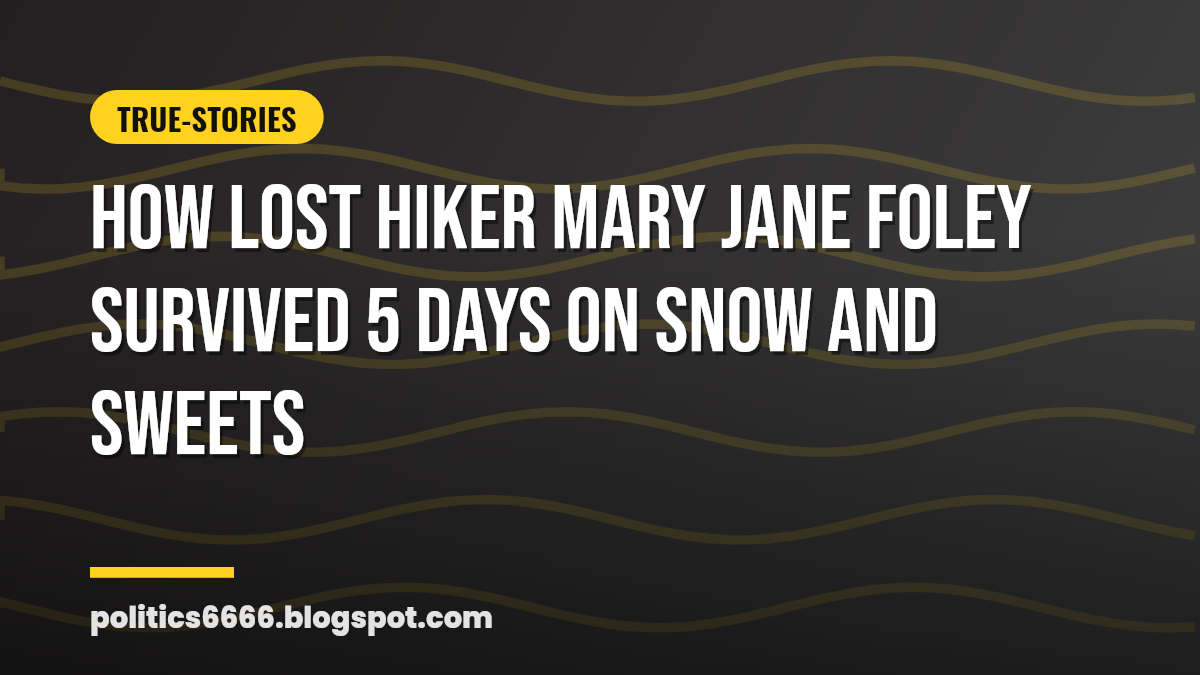 TRUE-STORIES
HOW LOST HIKER MARY JANE FOLEY
SURVIVED 5 DAYS ON SNOW AND
SWEETS
politics6666.blogspot.com